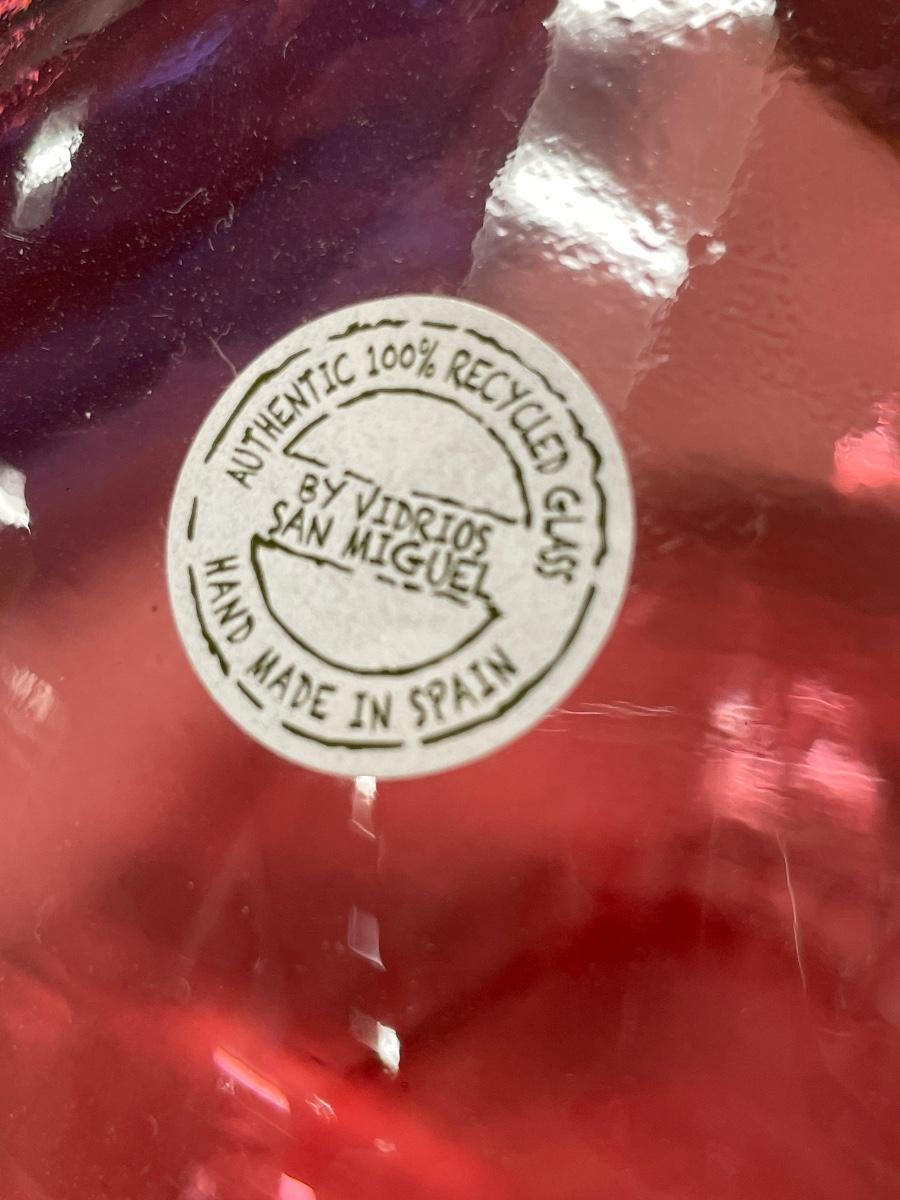 AUTHENTIC 100% RECYCLED GLASS
BY VIDRIOS
SAN MIGUEL
HAND MADE IN SPAIN